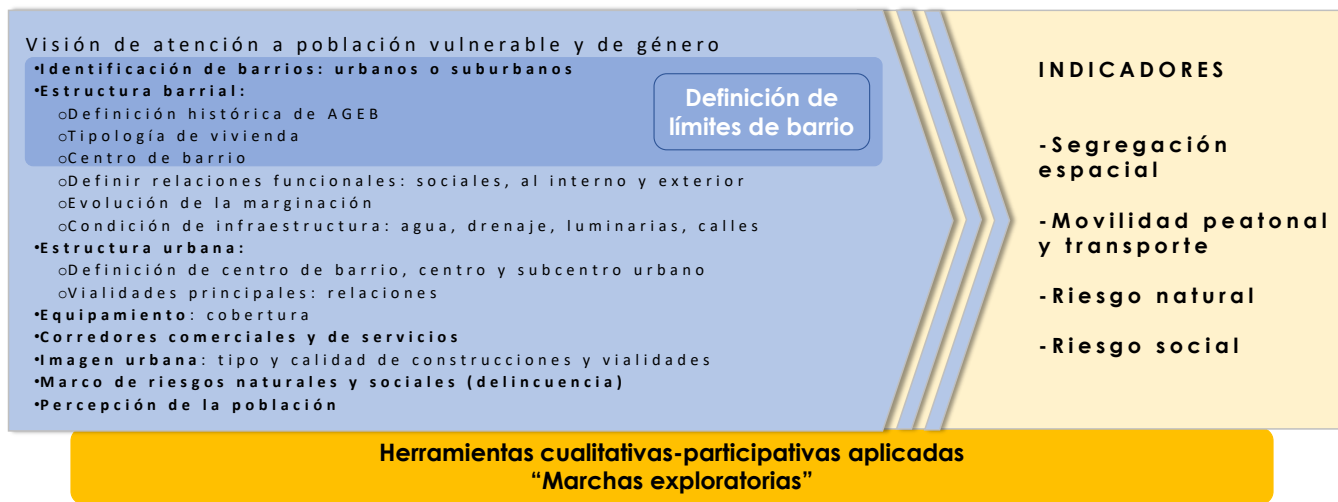 Visión de atención a población vulnerable y de género
•Identificación de barrios: urbanos o suburbanos
•Estructura barrial:
oDefinición histórica de AGEB
oTipología de vivienda
oCentro de barrio
Definición de
límites de barrio
oDefinir relaciones funcionales: sociales, al interno y exterior
oEvolución de la marginación
oCondición de infraestructura: agua, drenaje, luminarias, calles
•Estructura urbana:
oDefinición de centro de barrio, centro y subcentro urbano
oVialidades principales: relaciones
•Equipamiento: cobertura
•Corredores comerciales y de servicios
•Imagen urbana: tipo y calidad de construcciones y vialidades
•Marco de riesgos naturales y sociales (delincuencia)
•Percepción de la población
INDICADORES
-Segregación
espacial
-Movilidad peatonal
y transporte
-Riesgo natural
-Riesgo social
Herramientas cualitativas-participativas aplicadas
“Marchas exploratorias”